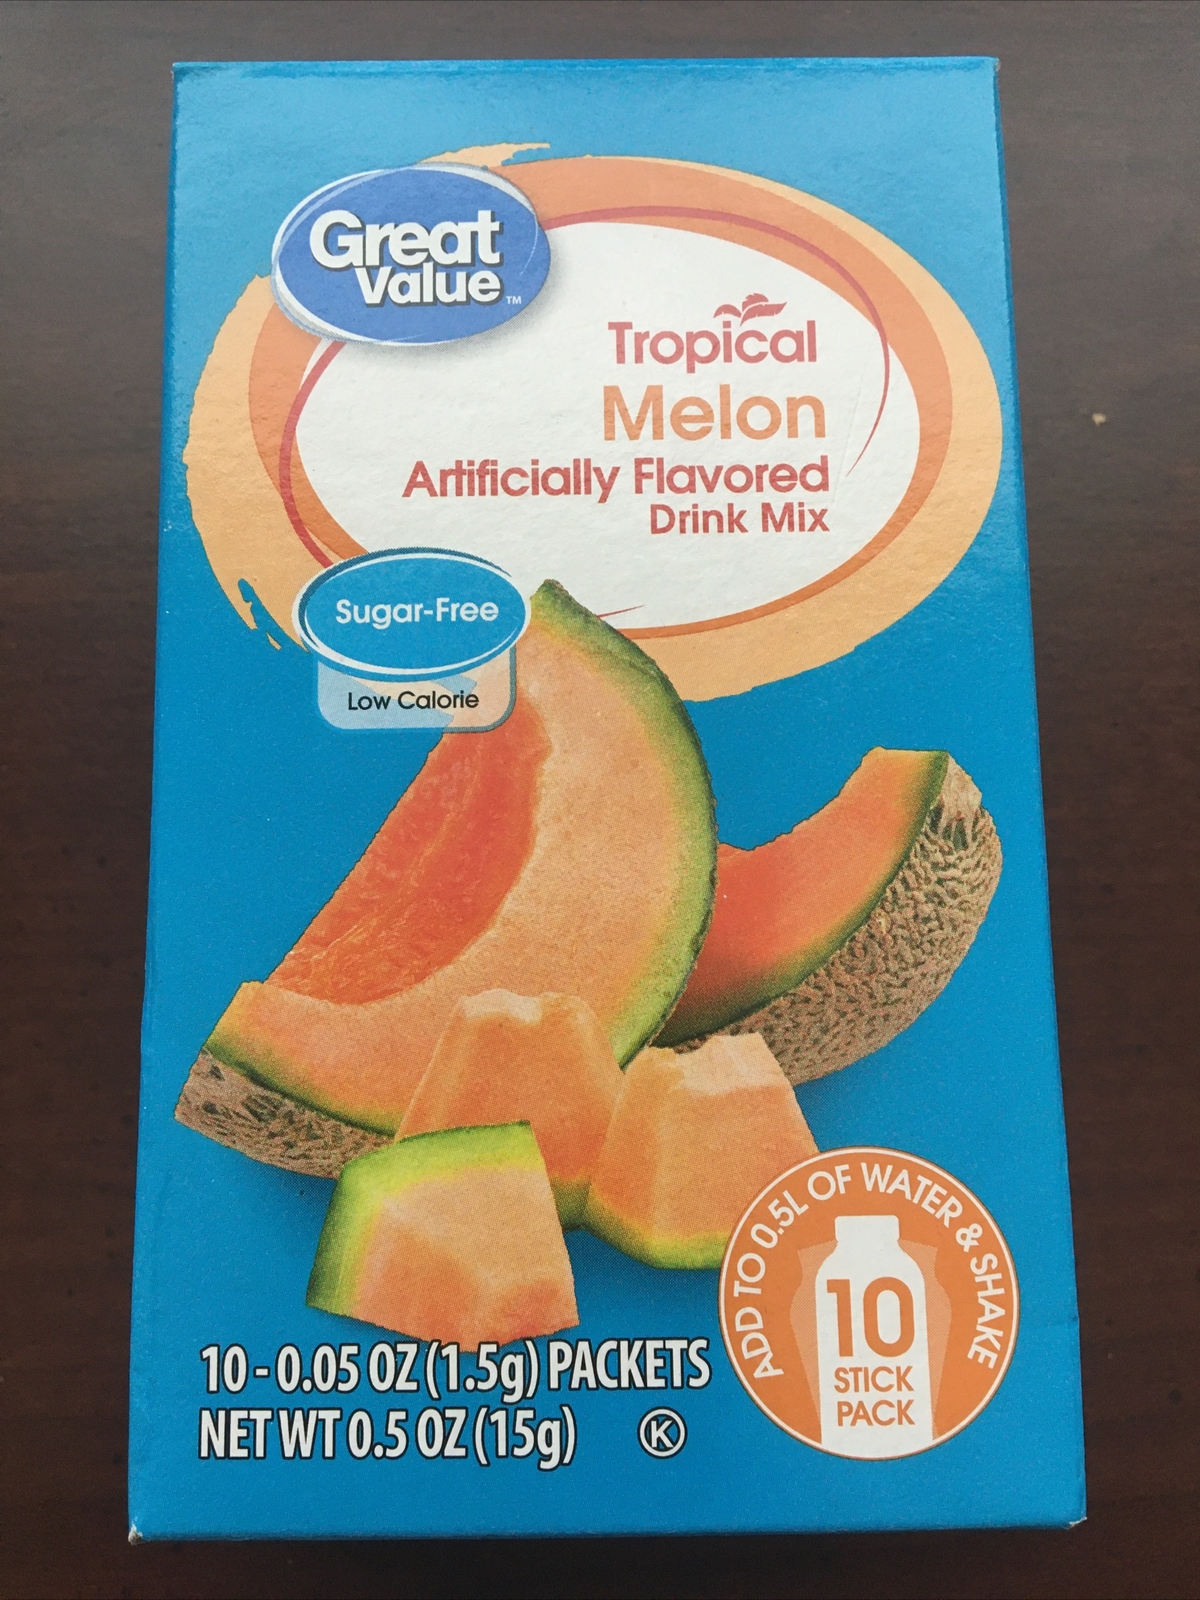 Great
Value™
Tropical
Melon
Artificially Flavored
Drink Mix
Sugar-Free
Low Calorie
ADD TO 0.5L OF WATER & SHAKE
10
STICK
PACK
10 - 0.05 OZ (1.5g) PACKETS
NET WT 0.5 OZ (15g)
K